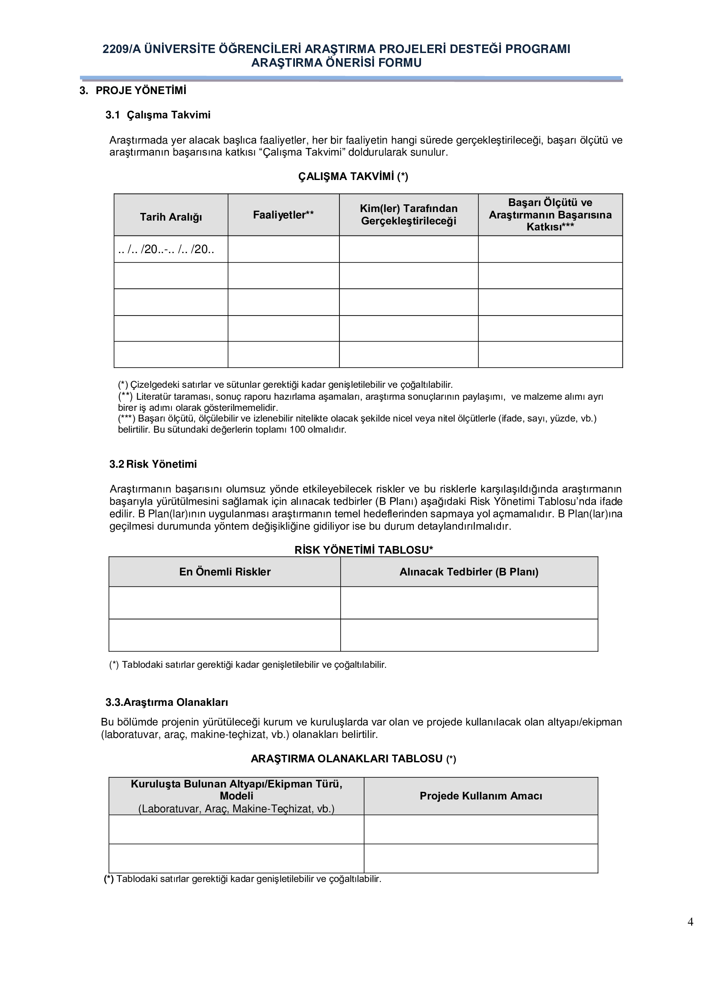 2209/A ÜNİVERSİTE ÖĞRENCİLERİ ARAŞTIRMA PROJELERİ DESTEĞİ PROGRAMI
ARAŞTIRMA ÖNERİSİ FORMU
3. PROJE YÖNETİMİ
3.1 Çalışma Takvimi
Araştırmada yer alacak başlıca faaliyetler, her bir faaliyetin hangi sürede gerçekleştirileceği, başarı ölçütü ve
araştırmanın başarısına katkısı “Çalışma Takvimi” doldurularak sunulur.
ÇALIŞMA TAKVİMİ (*)
Tarih Aralığı
Faaliyetler**
Kim(ler) Tarafından
Gerçekleştirileceği
Başarı Ölçütü ve
Araştırmanın Başarısına
Katkısı***
.. /.. /20..-.. /.. /20..
(*) Çizelgedeki satırlar ve sütunlar gerektiği kadar genişletilebilir ve çoğaltılabilir.
(**) Literatür taraması, sonuç raporu hazırlama aşamaları, araştırma sonuçlarının paylaşımı, ve malzeme alımı ayrı
birer iş adımı olarak gösterilmemelidir.
(***) Başarı ölçütü, ölçülebilir ve izlenebilir nitelikte olacak şekilde nicel veya nitel ölçütlerle (ifade, sayı, yüzde, vb.)
belirtilir. Bu sütundaki değerlerin toplamı 100 olmalıdır.
3.2 Risk Yönetimi
Araştırmanın başarısını olumsuz yönde etkileyebilecek riskler ve bu risklerle karşılaşıldığında araştırmanın
başarıyla yürütülmesini sağlamak için alınacak tedbirler (B Planı) aşağıdaki Risk Yönetimi Tablosu’nda ifade
edilir. B Plan(lar)ının uygulanması araştırmanın temel hedeflerinden sapmaya yol açmamalıdır. B Plan(lar)ına
geçilmesi durumunda yöntem değişikliğine gidiliyor ise bu durum detaylandırılmalıdır.
RİSK YÖNETİMİ TABLOSU*
En Önemli Riskler
Alınacak Tedbirler (B Planı)
(*) Tablodaki satırlar gerektiği kadar genişletilebilir ve çoğaltılabilir.
3.3.Araştırma Olanakları
Bu bölümde projenin yürütüleceği kurum ve kuruluşlarda var olan ve projede kullanılacak olan altyapı/ekipman
(laboratuvar, araç, makine-teçhizat, vb.) olanakları belirtilir.
ARAŞTIRMA OLANAKLARI TABLOSU (*)
Kuruluşta Bulunan Altyapı/Ekipman Türü,
Modeli
(Laboratuvar, Araç, Makine-Teçhizat, vb.)
Projede Kullanım Amacı
(*) Tablodaki satırlar gerektiği kadar genişletilebilir ve çoğaltılabilir.
4